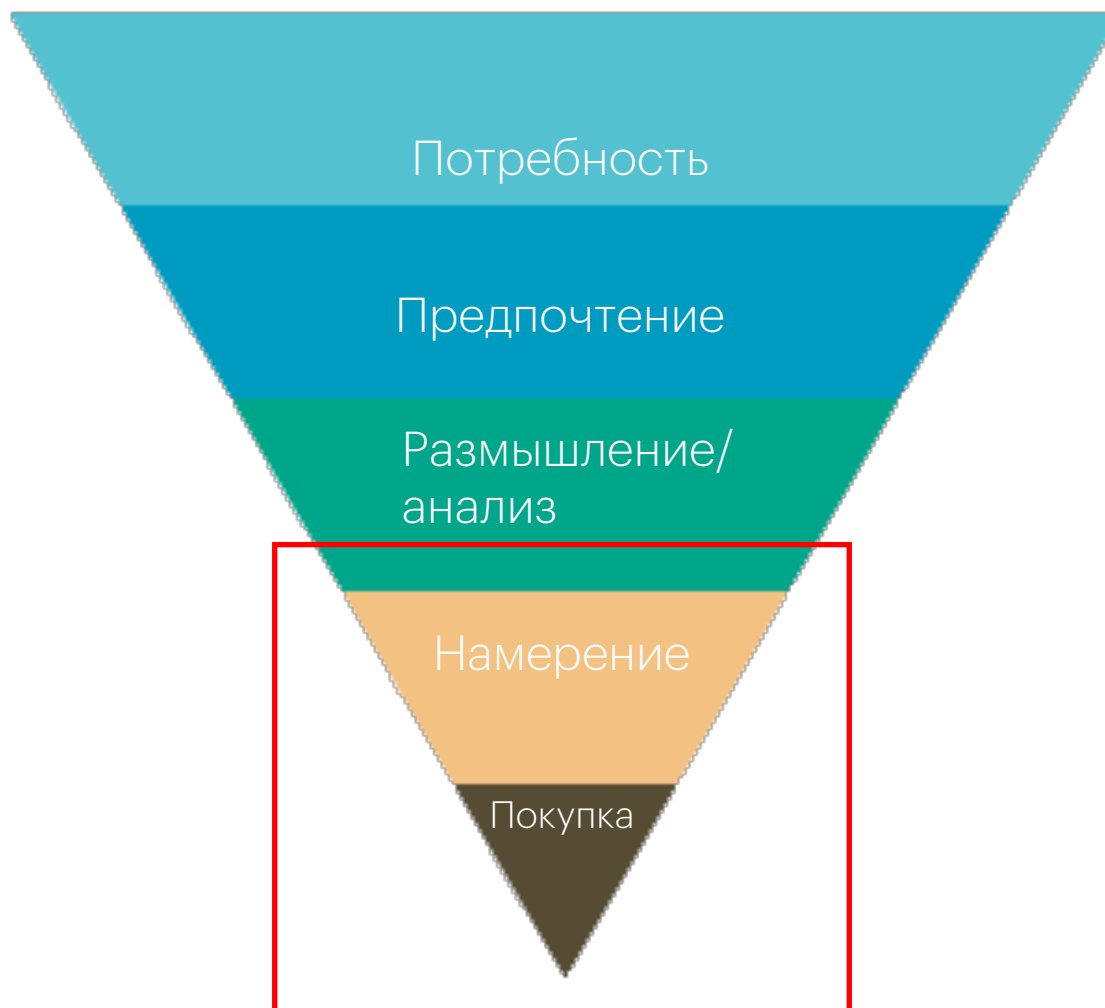 Потребность
Предпочтение
Размышление/
анализ
Намерение
Покупка